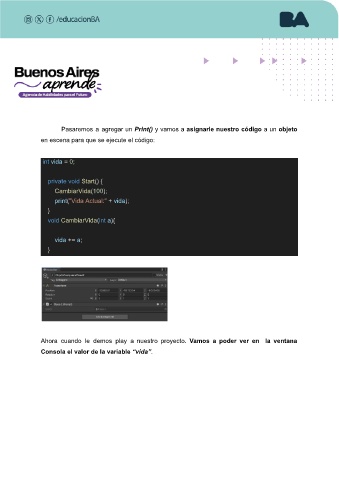 /educacionBA
BA
Buenos Aires
aprende
Agencia de Habilidades para el Futuro
Pasaremos a agregar un Print() y vamos a asignarle nuestro código a un objeto
en escena para que se ejecute el código:
int vida = 0;
private void Start() {
CambiarVida(100);
print("Vida Actual:" + vida);
}
void CambiarVida(int a){
vida += a;
}
Ahora cuando le demos play a nuestro proyecto. Vamos a poder ver en la ventana
Consola el valor de la variable “vida”.